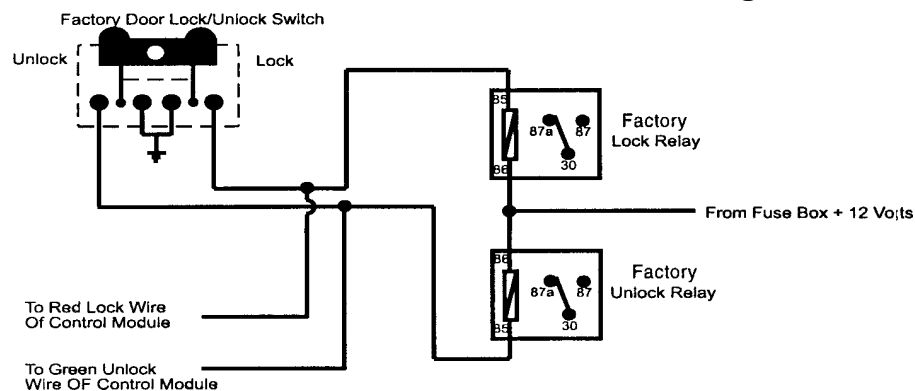 Factory Door Lock/Unlock Switch
Unlock
Lock
85
87a
87
30
86
Factory
Lock Relay
From Fuse Box + 12 Vo;ts
86
87a
87
30
85
Factory
Unlock Relay
To Red Lock Wire
Of Control Module
To Green Unlock
Wire OF Control Module